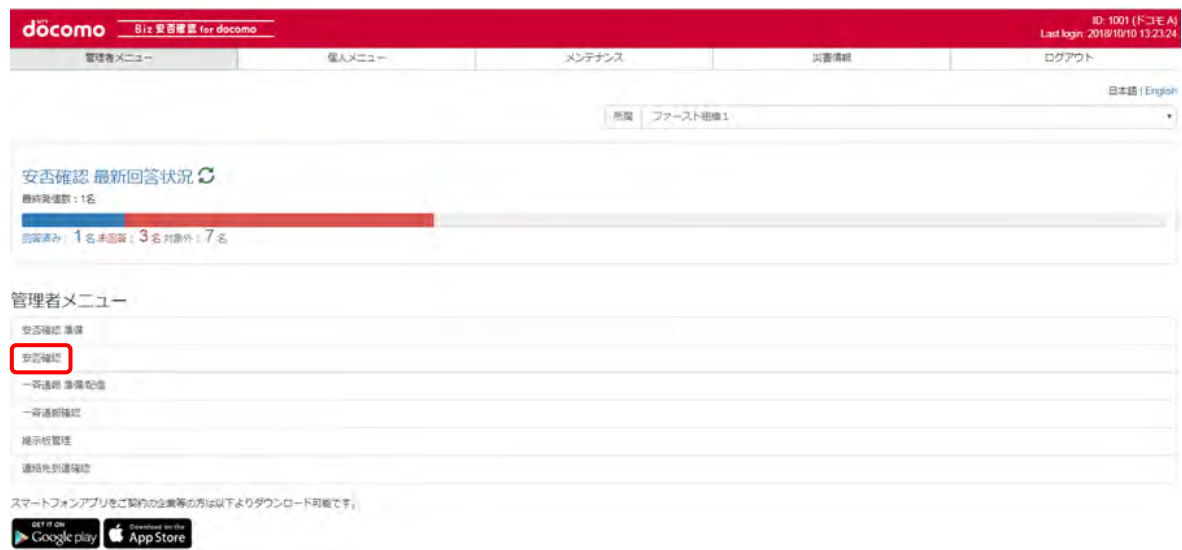 döcomo Biz 安否確認 for docomo
ID: 1001 (ドコモ A)
Last login: 2018/10/10 13:23:24
管理者メニュー 個人メニュー メンテナンス 災害情報 ログアウト
日本語 | English
所属 ファースト組織1
安否確認 最新回答状況
最終発信数：1名
回答済み：1名 未回答：3名 対象外：7名
管理者メニュー
安否確認 準備
安否確認
一斉通報 準備/配信
一斉通報確認
掲示板管理
連絡先到達確認
スマートフォンアプリをご契約の企業等の方は以下よりダウンロード可能です。
GET IT ON
Google play
Download on the
App Store